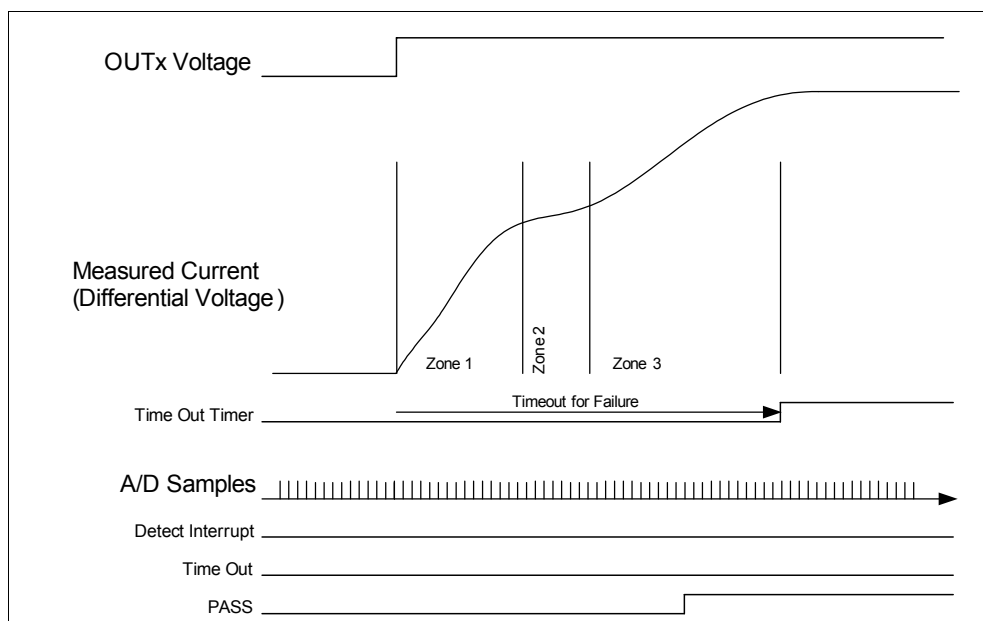 OUTx Voltage
Measured Current
(Differential Voltage)
Zone 1
Zone 2
Zone 3
Timeout for Failure
Time Out Timer
A/D Samples
Detect Interrupt
Time Out
PASS